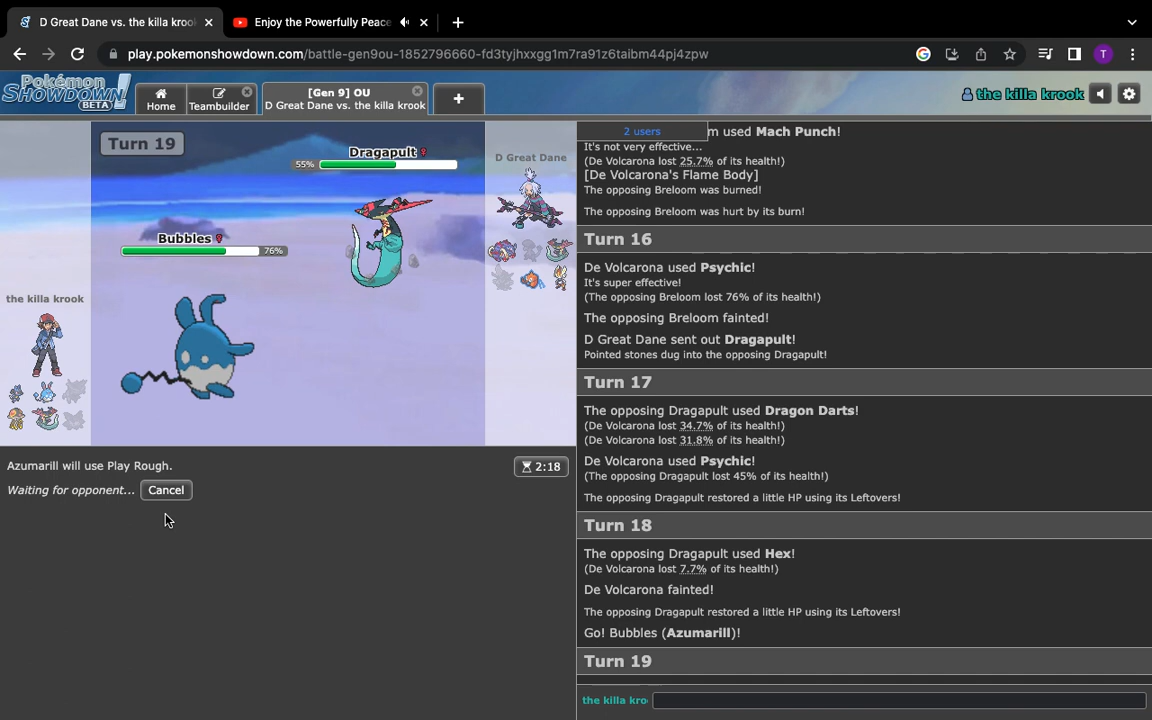 D Great Dane vs. the killa kroo
Enjoy the Powerfully Peace
play.pokemonshowdown.com/battle-gen9ou-1852796660-fd3tyjhxxgg1m7ra91z6taibm44pj4zpw
T
Pokémon
SHOWDOWN!
BETA
Home
Teambuilder
[Gen 9] OU
D Great Dane vs. the killa krook
the killa krook
Turn 19
Dragapult
55%
Bubbles
76%
D Great Dane
the killa krook
Azumarill will use Play Rough.
2:18
Waiting for opponent... Cancel
2 users
m used Mach Punch!
It's not very effective...
(De Volcarona lost 25.7% of its health!)
[De Volcarona's Flame Body]
The opposing Breloom was burned!
The opposing Breloom was hurt by its burn!
Turn 16
De Volcarona used Psychic!
It's super effective!
(The opposing Breloom lost 76% of its health!)
The opposing Breloom fainted!
D Great Dane sent out Dragapult!
Pointed stones dug into the opposing Dragapult!
Turn 17
The opposing Dragapult used Dragon Darts!
(De Volcarona lost 34.7% of its health!)
(De Volcarona lost 31.8% of its health!)
De Volcarona used Psychic!
(The opposing Dragapult lost 45% of its health!)
The opposing Dragapult restored a little HP using its Leftovers!
Turn 18
The opposing Dragapult used Hex!
(De Volcarona lost 7.7% of its health!)
De Volcarona fainted!
The opposing Dragapult restored a little HP using its Leftovers!
Go! Bubbles (Azumarill)!
Turn 19
the killa kro